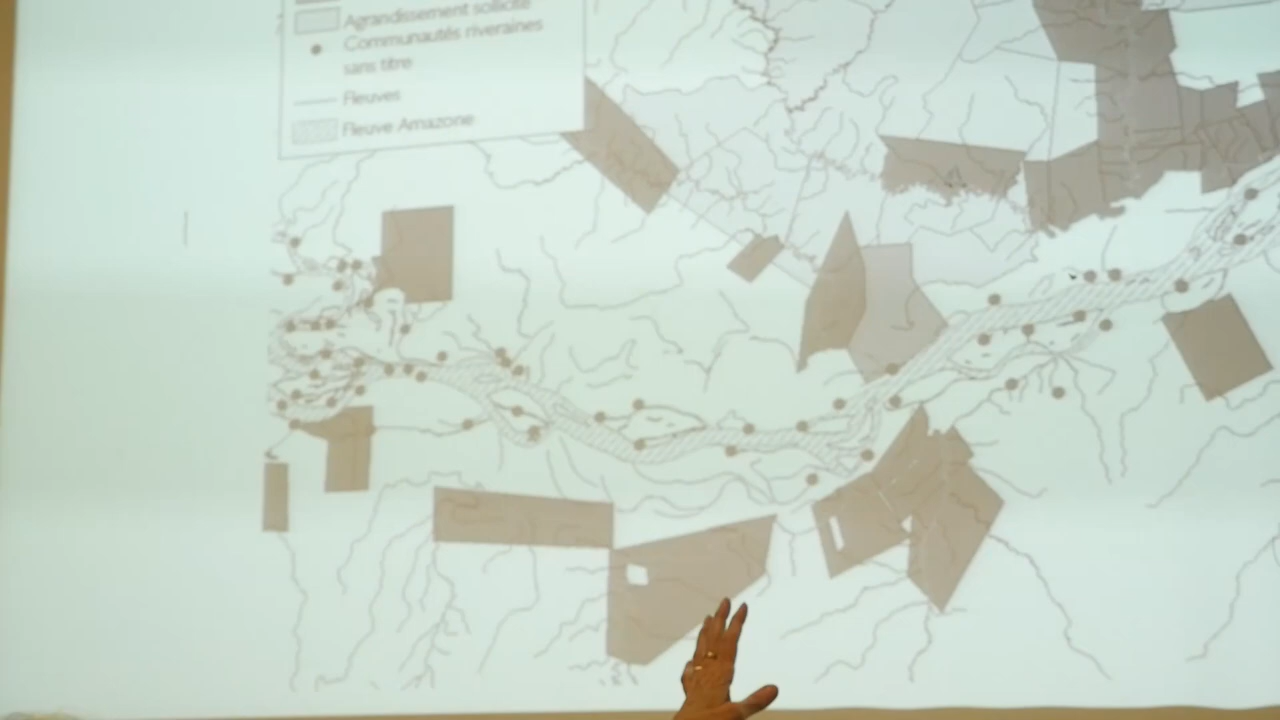 Agrandissement sollicité
Communautés riveraines
sans titre
Fleuves
Fleuve Amazone